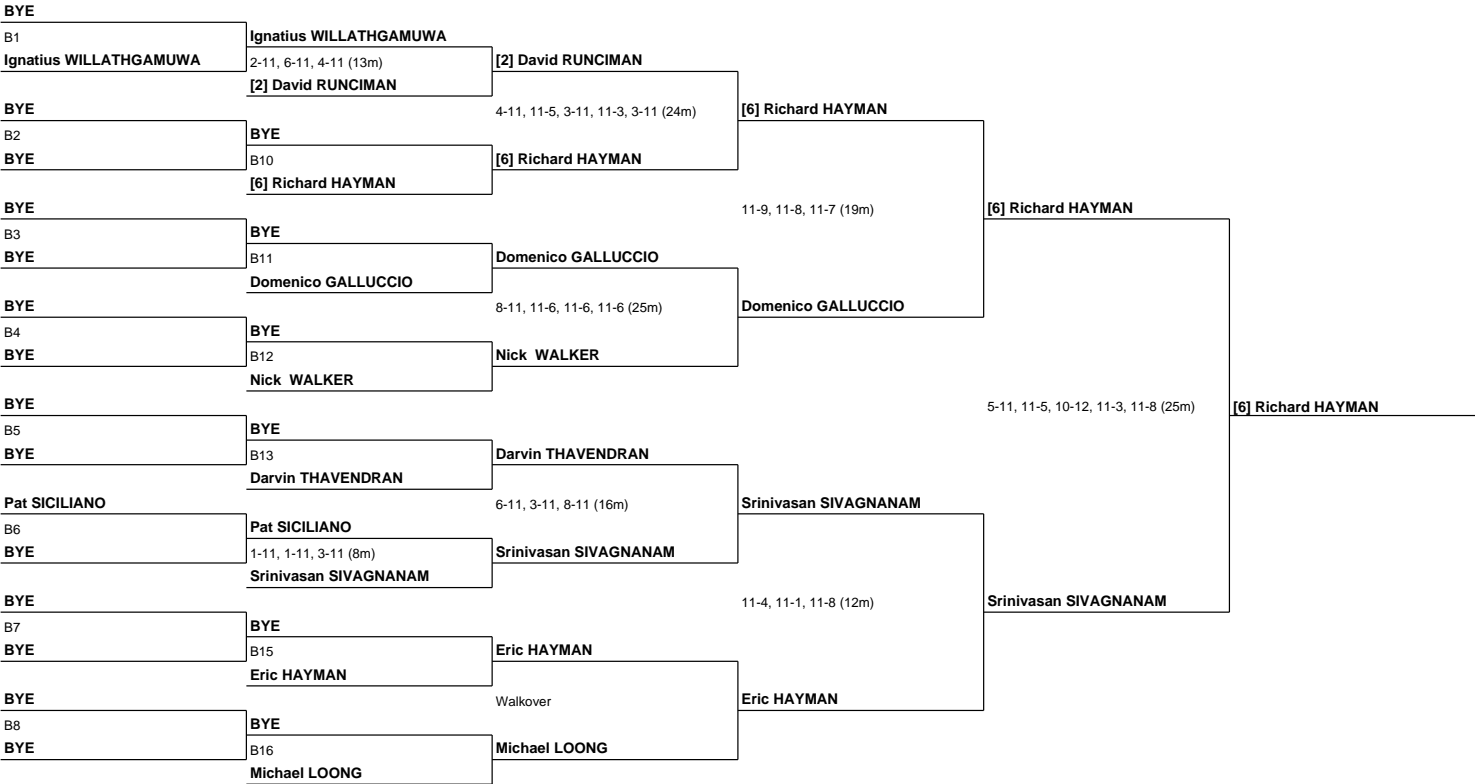 BYE
B1
Ignatius WILLATHGAMUWA
BYE
B2
BYE
BYE
B3
BYE
BYE
B4
BYE
BYE
B5
BYE
Pat SICILIANO
B6
BYE
BYE
B7
BYE
BYE
B8
BYE
Ignatius WILLATHGAMUWA
2-11, 6-11, 4-11 (13m)
[2] David RUNCIMAN
BYE
B10
[6] Richard HAYMAN
BYE
B11
Domenico GALLUCCIO
BYE
B12
Nick WALKER
BYE
B13
Darvin THAVENDRAN
Pat SICILIANO
1-11, 1-11, 3-11 (8m)
Srinivasan SIVAGNANAM
BYE
B15
Eric HAYMAN
BYE
B16
Michael LOONG
[2] David RUNCIMAN
4-11, 11-5, 3-11, 11-3, 3-11 (24m)
[6] Richard HAYMAN
Domenico GALLUCCIO
8-11, 11-6, 11-6, 11-6 (25m)
Nick WALKER
Darvin THAVENDRAN
6-11, 3-11, 8-11 (16m)
Srinivasan SIVAGNANAM
Eric HAYMAN
Walkover
Michael LOONG
[6] Richard HAYMAN
11-9, 11-8, 11-7 (19m)
Domenico GALLUCCIO
Srinivasan SIVAGNANAM
11-4, 11-1, 11-8 (12m)
Eric HAYMAN
[6] Richard HAYMAN
5-11, 11-5, 10-12, 11-3, 11-8 (25m)
Srinivasan SIVAGNANAM
[6] Richard HAYMAN